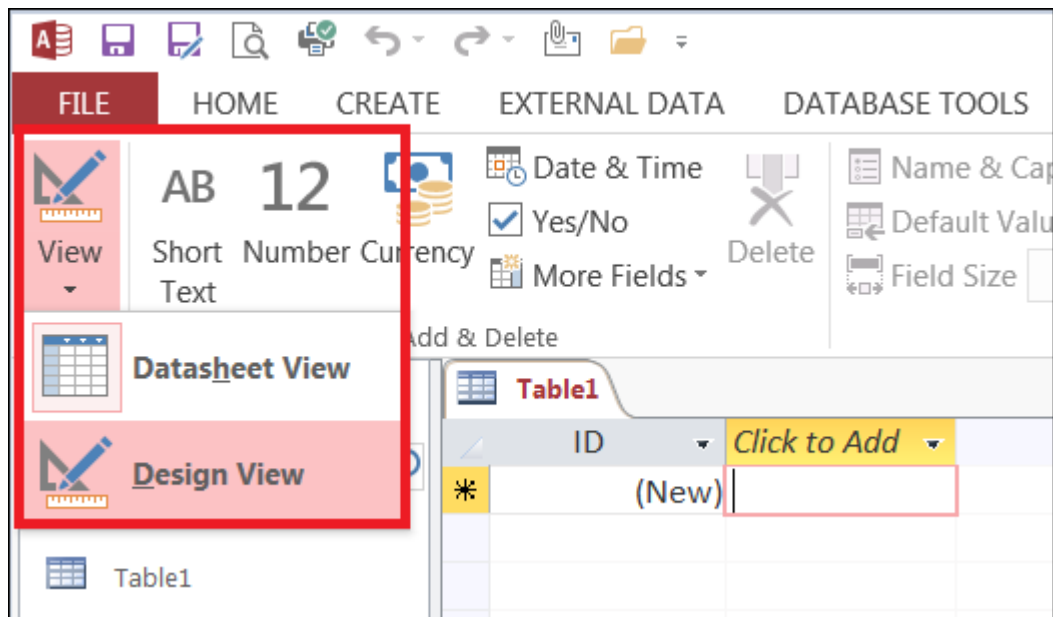 FILE HOME CREATE EXTERNAL DATA DATABASE TOOLS
View
AB
Short
Text
12
Number
Currency
Date & Time
Yes/No
More Fields
Delete
Name & Cap
Default Valu
Field Size
Add & Delete
Datasheet View
Design View
Table1
Table1
ID Click to Add
(New)